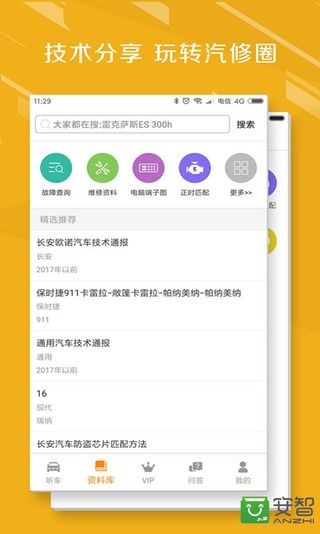 技术分享 玩转汽修圈
11:29
电信 4G
大家都在搜:雷克萨斯ES 300h
搜索
故障查询
维修资料
电脑端子图
正时匹配
更多>>
配
精选推荐
长安欧诺汽车技术通报
长安
2017年以前
保时捷911卡雷拉-敞篷卡雷拉-帕纳美纳-帕纳美纳
保时捷
911
通用汽车技术通报
通用
2017年以前
16
现代
瑞纳
长安汽车防盗芯片匹配方法
听车
资料库
VIP
问答
我的
AZ
安智
ANZHI